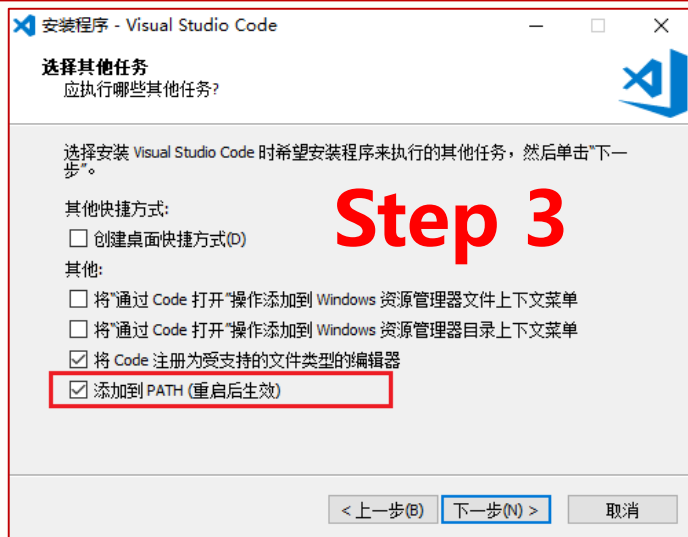 安装程序 - Visual Studio Code
选择其他任务
应执行哪些其他任务?
选择安装 Visual Studio Code 时希望安装程序来执行的其他任务，然后单击“下一
步”。
其他快捷方式:
Step 3
创建桌面快捷方式(D)
其他:
将“通过 Code 打开“操作添加到 Windows 资源管理器文件上下文菜单
将“通过 Code 打开“操作添加到 Windows 资源管理器目录上下文菜单
将 Code 注册为受支持的文件类型的编辑器
添加到 PATH (重启后生效)
< 上一步(B) 下一步(N) > 取消